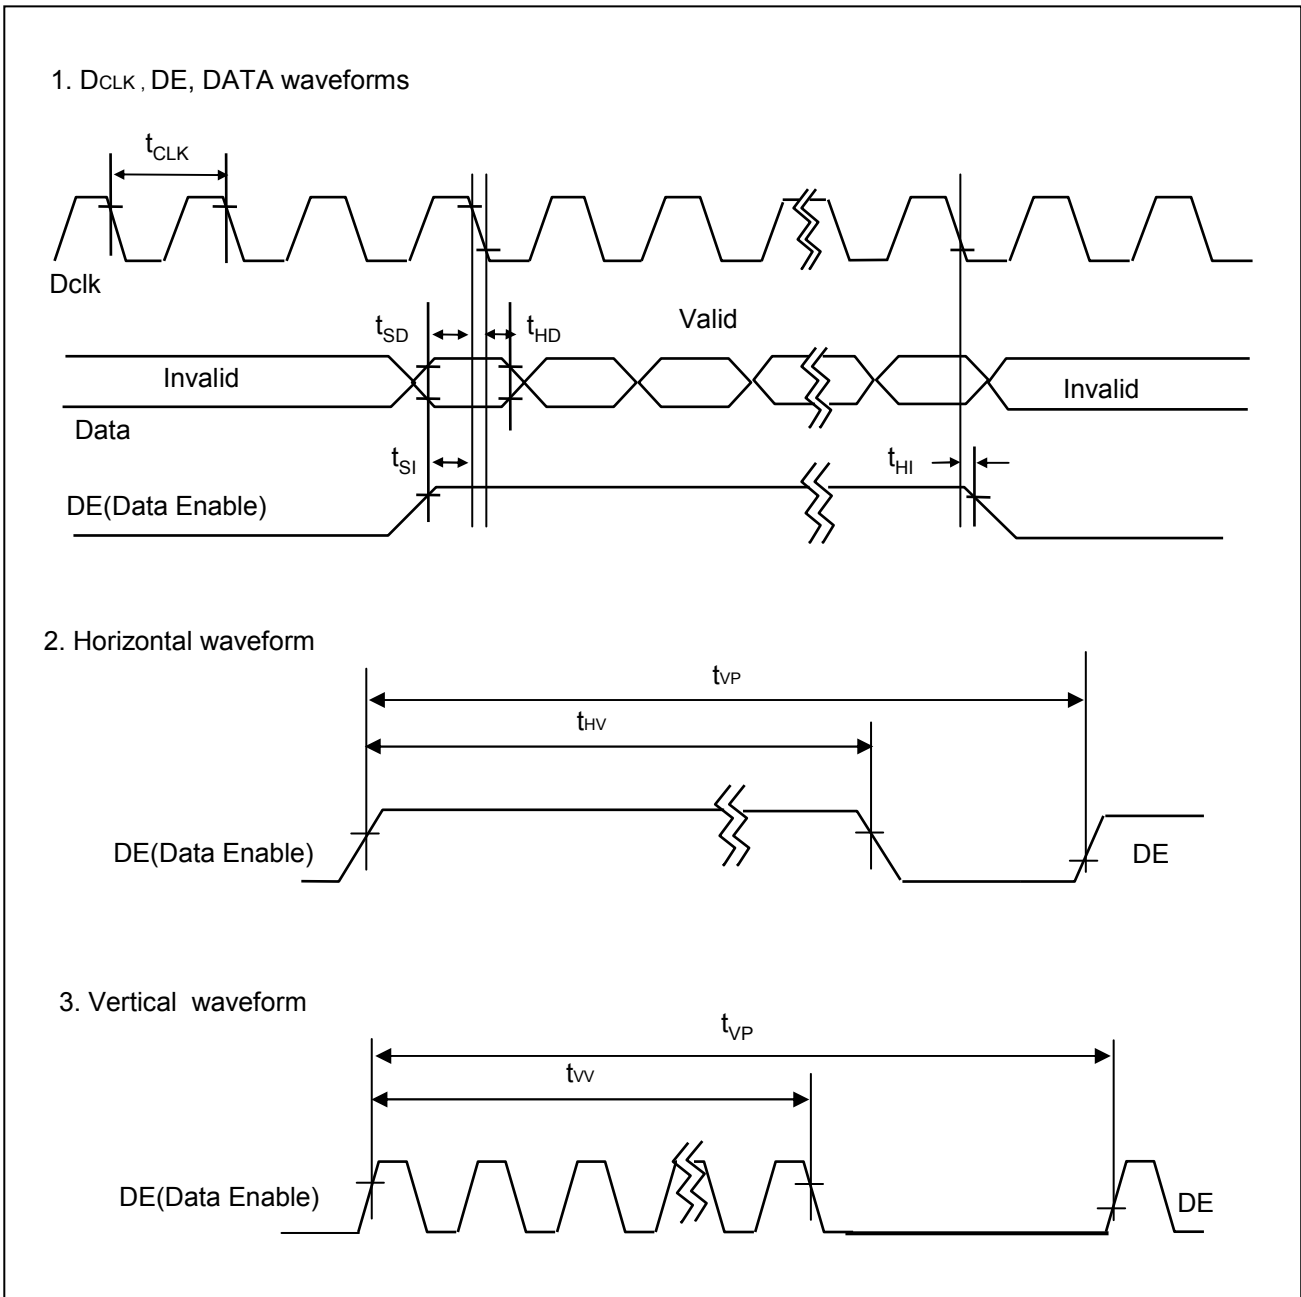 1. DCLK , DE, DATA waveforms
tCLK
Dclk
tSD
tHD
Valid
Invalid
Invalid
Data
tSI
tHI
DE(Data Enable)
2. Horizontal waveform
tVP
tHV
DE(Data Enable)
DE
3. Vertical waveform
tVP
tVV
DE(Data Enable)
DE